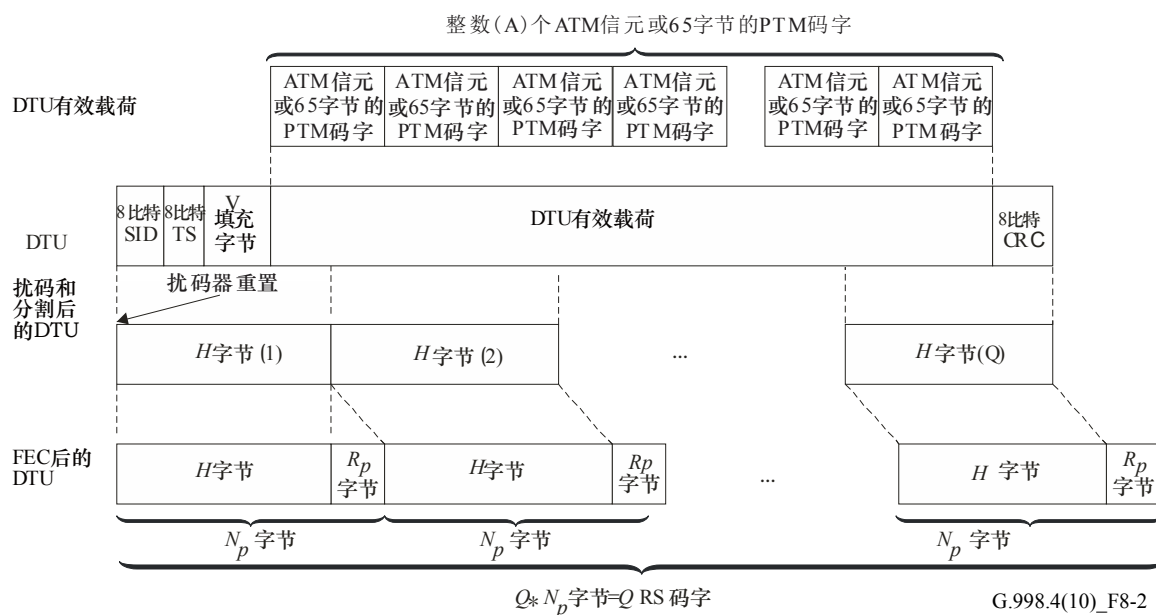 整数(A)个ATM信元或65字节的PTM码字
DTU有效载荷
ATM信元
或65字节的
PTM码字
ATM信元
或65字节的
PTM码字
ATM信元
或65字节的
PTM码字
ATM信元
或65字节的
PTM码字
ATM信元
或65字节的
PTM码字
ATM信元
或65字节的
PTM码字
DTU
8比特
SID
8比特
TS
V
填充
字节
DTU有效载荷
8比特
CRC
扰码和
分割后
的DTU
扰码器重置
H字节(1)
H字节(2)
...
H字节(Q)
FEC后的
DTU
H字节
Rp
字节
H字节
Rp
字节
...
H 字节
Rp
字节
Np 字节
Np 字节
Np 字节
Q* Np字节=Q RS 码字
G.998.4(10)_F8-2